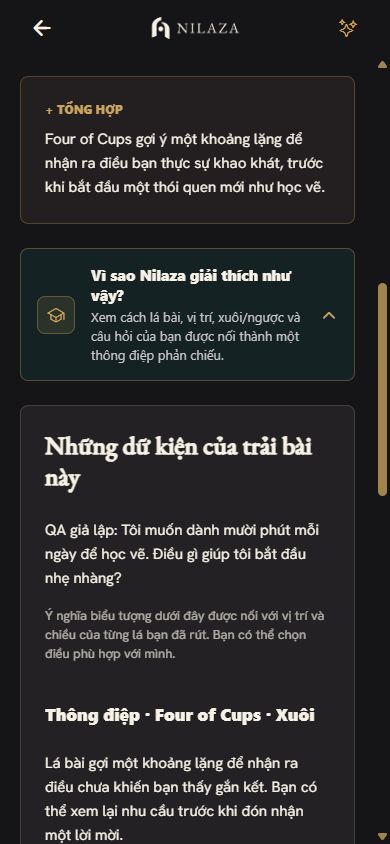 NILAZA
+ TỔNG HỢP
Four of Cups gợi ý một khoảng lặng để
nhận ra điều bạn thực sự khao khát, trước
khi bắt đầu một thói quen mới như học vẽ.
Vì sao Nilaza giải thích như
vậy?
Xem cách lá bài, vị trí, xuôi/ngược và
câu hỏi của bạn được nối thành một
thông điệp phản chiếu.
Những dữ kiện của trải bài
này
QA giả lập: Tôi muốn dành mười phút mỗi
ngày để học vẽ. Điều gì giúp tôi bắt đầu
nhẹ nhàng?
Ý nghĩa biểu tượng dưới đây được nối với vị trí và
chiều của từng lá bạn đã rút. Bạn có thể chọn
điều phù hợp với mình.
Thông điệp · Four of Cups · Xuôi
Lá bài gợi một khoảng lặng để nhận ra
điều chưa khiến bạn thấy gắn kết. Bạn có
thể xem lại nhu cầu trước khi đón nhận
một lời mời.